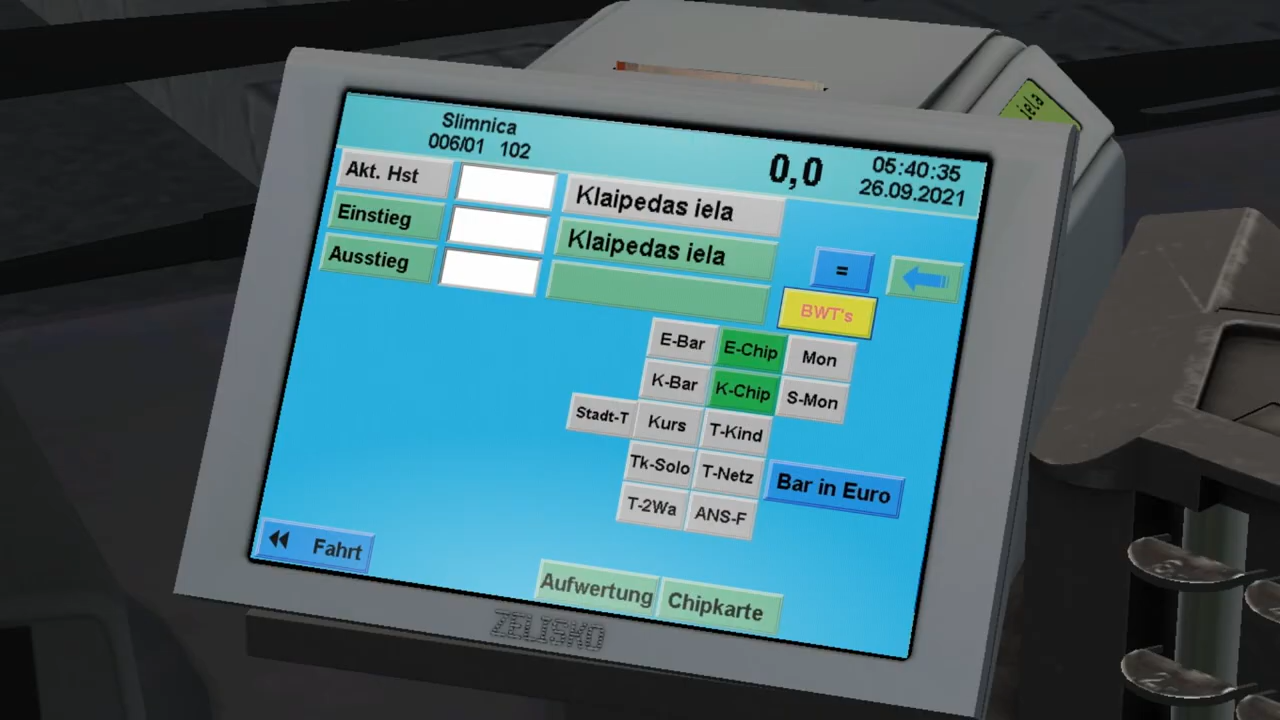 Slimnica
006/01 102
0,0
05:40:35
26.09.2021
Akt. Hst
Klaipedas iela
Einstieg
Klaipedas iela
Ausstieg
=
BWT's
E-Bar E-Chip Mon
K-Bar K-Chip S-Mon
Stadt-T Kurs T-Kind
Tk-Solo T-Netz
Bar in Euro
T-2Wa ANS-F
Fahrt
Aufwertung Chipkarte
ZELISKO
iela